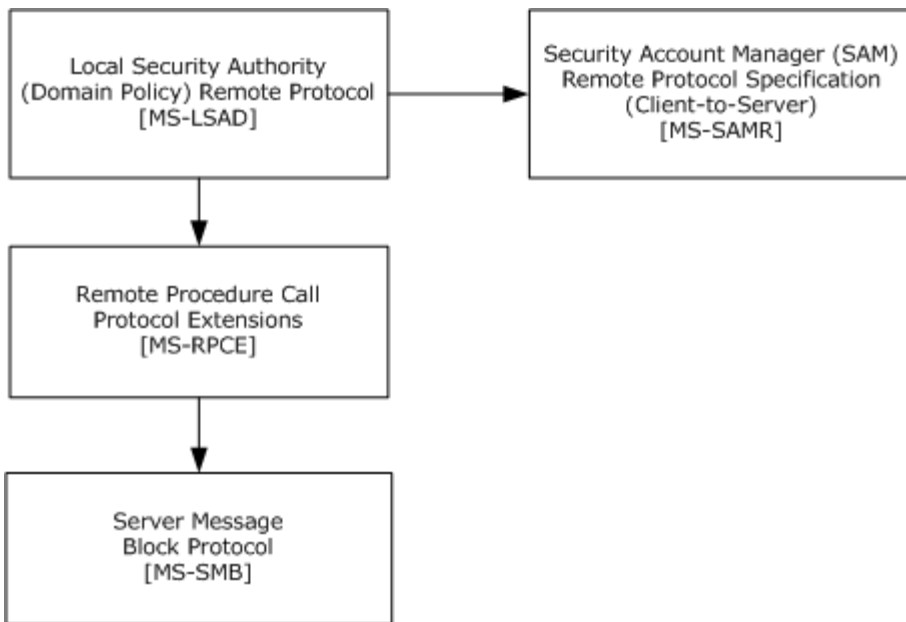 Local Security Authority
(Domain Policy) Remote Protocol
[MS-LSAD]
Security Account Manager (SAM)
Remote Protocol Specification
(Client-to-Server)
[MS-SAMR]
Remote Procedure Call
Protocol Extensions
[MS-RPCE]
Server Message
Block Protocol
[MS-SMB]